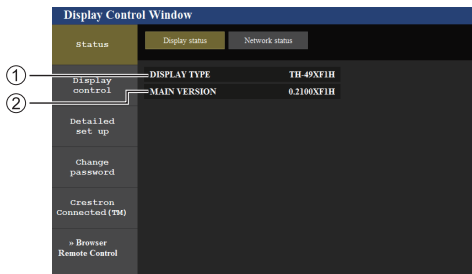 Display Control Window
Status
Display status
Network status
① DISPLAY TYPE TH-49XF1H
② MAIN VERSION 0.2100XF1H
Display
control
Detailed
set up
Change
password
Crestron
Connected(TM)
» Browser
Remote Control